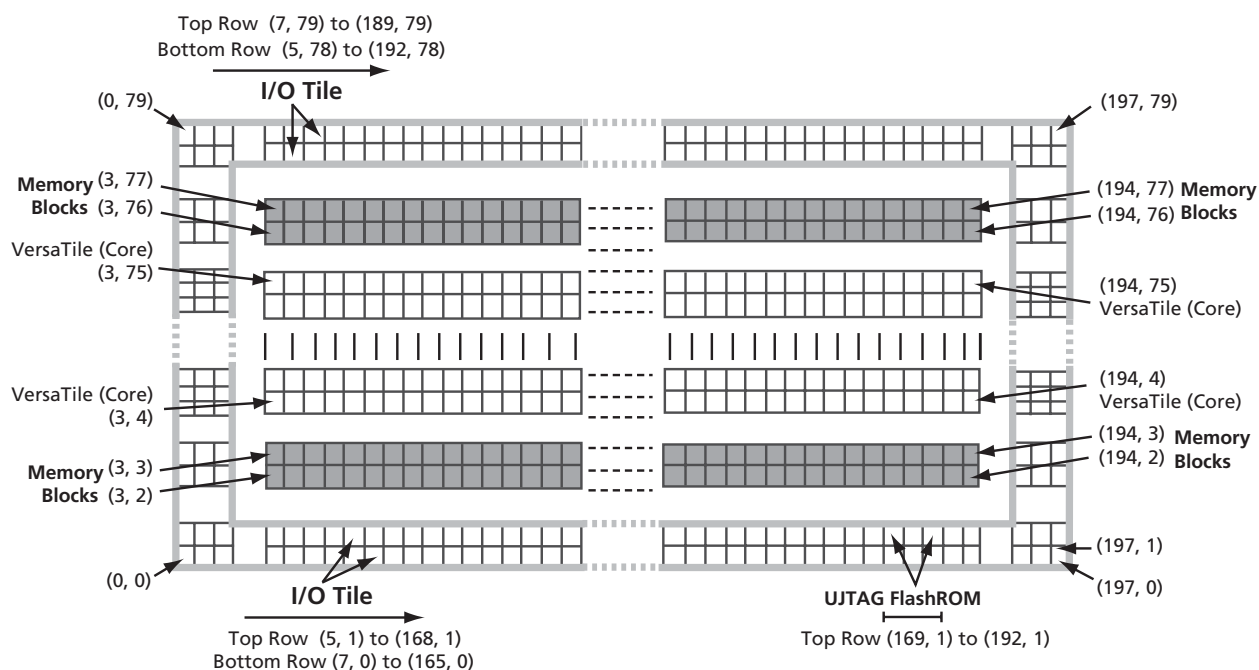 Top Row (7, 79) to (189, 79)
Bottom Row (5, 78) to (192, 78)
I/O Tile
(0, 79)
(197, 79)
Memory Blocks
(3, 77)
(3, 76)
(194, 77)
(194, 76)
Memory Blocks
VersaTile (Core)
(3, 75)
(194, 75)
VersaTile (Core)
VersaTile (Core)
(3, 4)
(194, 4)
VersaTile (Core)
Memory Blocks
(3, 3)
(3, 2)
(194, 3)
(194, 2)
Memory Blocks
(197, 1)
(0, 0)
(197, 0)
I/O Tile
UJTAG FlashROM
Top Row (5, 1) to (168, 1)
Bottom Row (7, 0) to (165, 0)
Top Row (169, 1) to (192, 1)